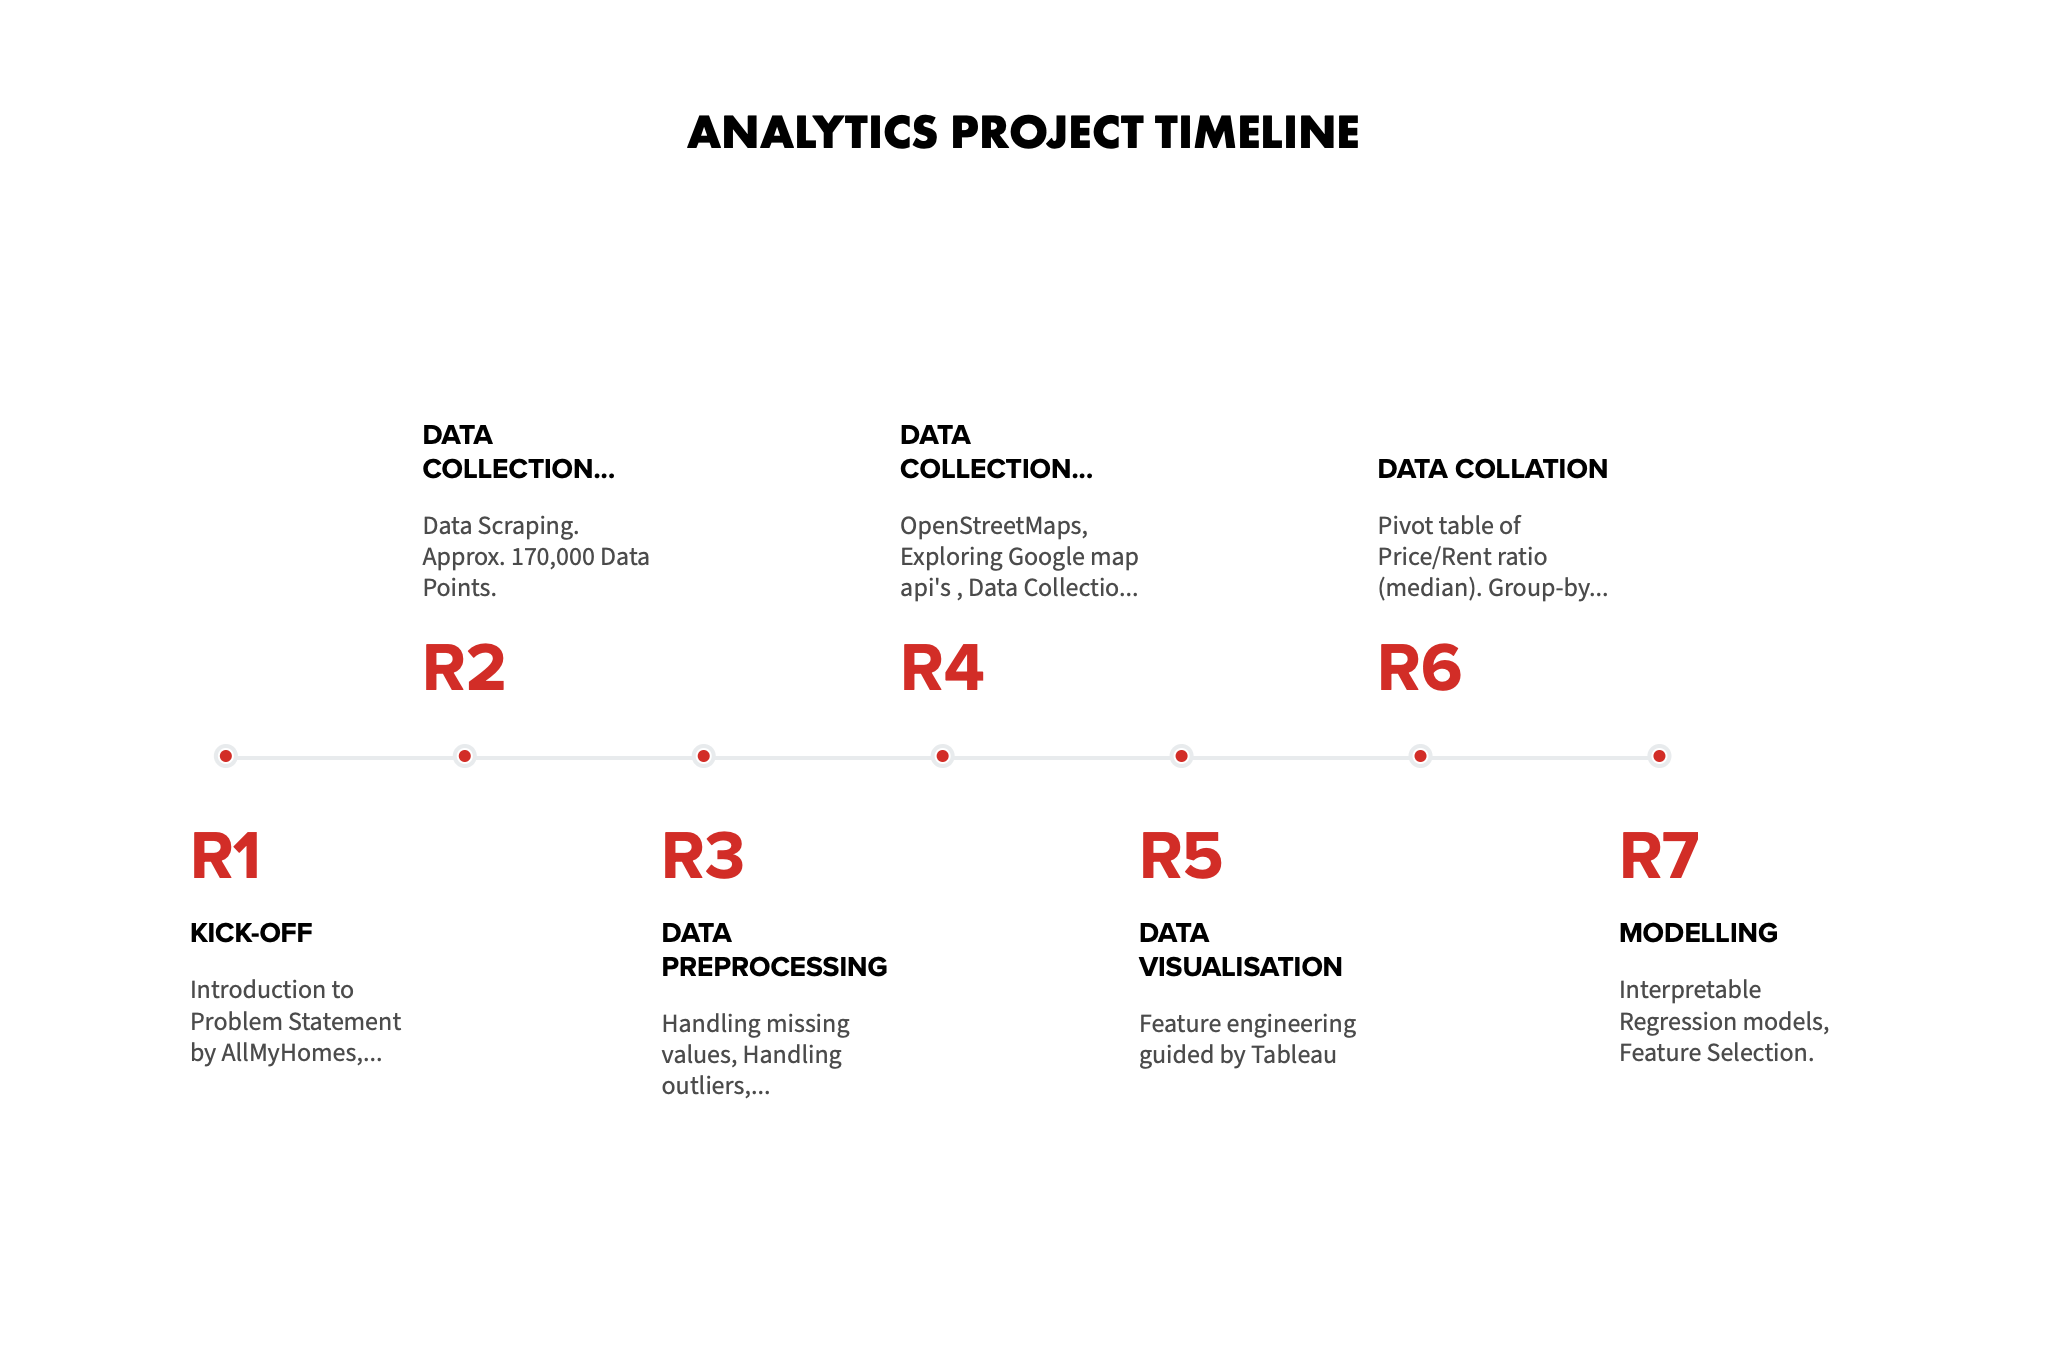 ANALYTICS PROJECT TIMELINE
R1
KICK-OFF
Introduction to
Problem Statement
by AllMyHomes,...
DATA
COLLECTION...
Data Scraping.
Approx. 170,000 Data
Points.
R2
R3
DATA
PREPROCESSING
Handling missing
values, Handling
outliers,...
DATA
COLLECTION...
OpenStreetMaps,
Exploring Google map
api's , Data Collectio...
R4
R5
DATA
VISUALISATION
Feature engineering
guided by Tableau
DATA COLLATION
Pivot table of
Price/Rent ratio
(median). Group-by...
R6
R7
MODELLING
Interpretable
Regression models,
Feature Selection.